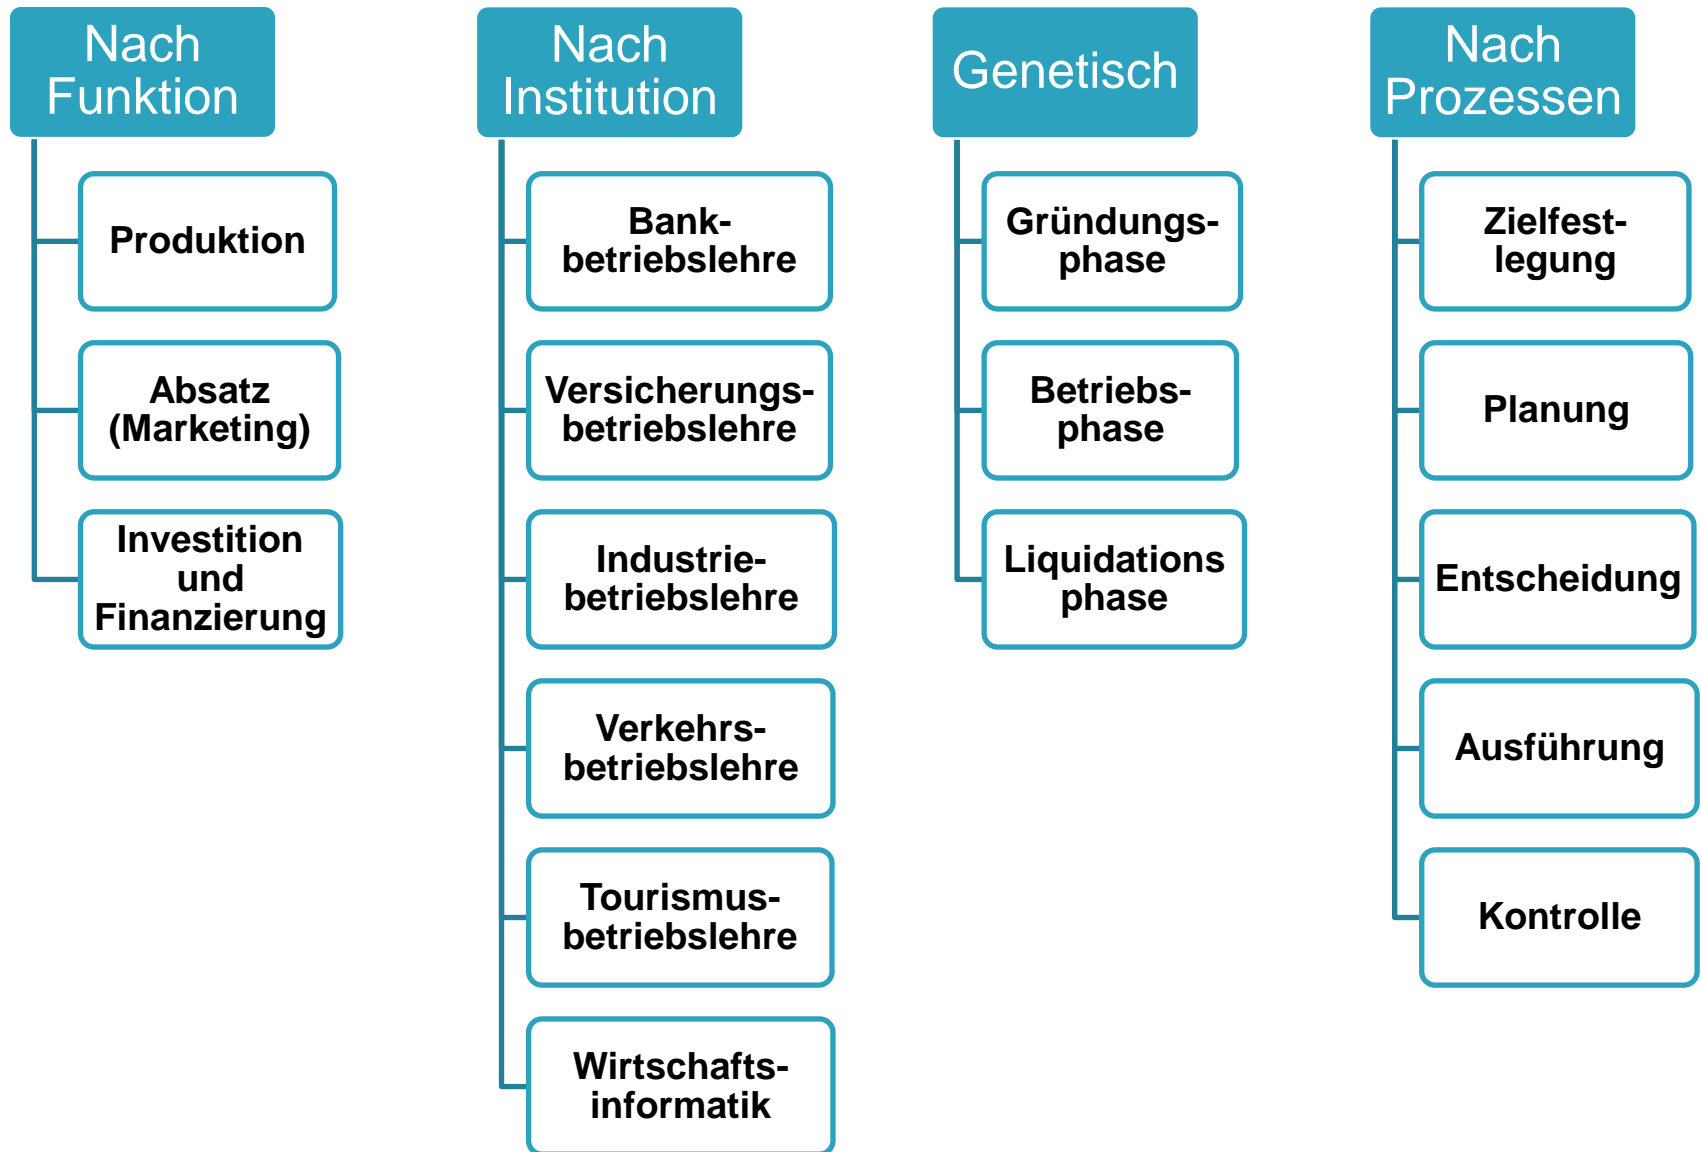 Nach
Funktion
Produktion
Absatz
(Marketing)
Investition
und
Finanzierung
Nach
Institution
Bank-
betriebslehre
Versicherungs-
betriebslehre
Industrie-
betriebslehre
Verkehrs-
betriebslehre
Tourismus-
betriebslehre
Wirtschafts-
informatik
Genetisch
Gründungs-
phase
Betriebs-
phase
Liquidations
phase
Nach
Prozessen
Zielfest-
legung
Planung
Entscheidung
Ausführung
Kontrolle